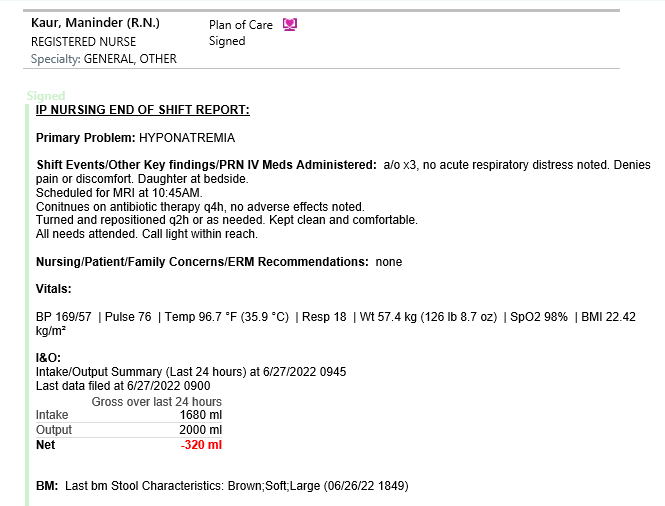 Kaur, Maninder (R.N.)
Plan of Care
REGISTERED NURSE
Signed
Specialty: GENERAL, OTHER
Signed
IP NURSING END OF SHIFT REPORT:
Primary Problem: HYPONATREMIA
Shift Events/Other Key findings/PRN IV Meds Administered: a/o x3, no acute respiratory distress noted. Denies
pain or discomfort. Daughter at bedside.
Scheduled for MRI at 10:45AM.
Conitnues on antibiotic therapy q4h, no adverse effects noted.
Turned and repositioned q2h or as needed. Kept clean and comfortable.
All needs attended. Call light within reach.
Nursing/Patient/Family Concerns/ERM Recommendations: none
Vitals:
BP 169/57 | Pulse 76 | Temp 96.7 °F (35.9 °C) | Resp 18 | Wt 57.4 kg (126 lb 8.7 oz) | SpO2 98% | BMI 22.42
kg/m²
I&O:
Intake/Output Summary (Last 24 hours) at 6/27/2022 0945
Last data filed at 6/27/2022 0900
Gross over last 24 hours
Intake 1680 ml
Output 2000 ml
Net -320 ml
BM: Last bm Stool Characteristics: Brown;Soft;Large (06/26/22 1849)